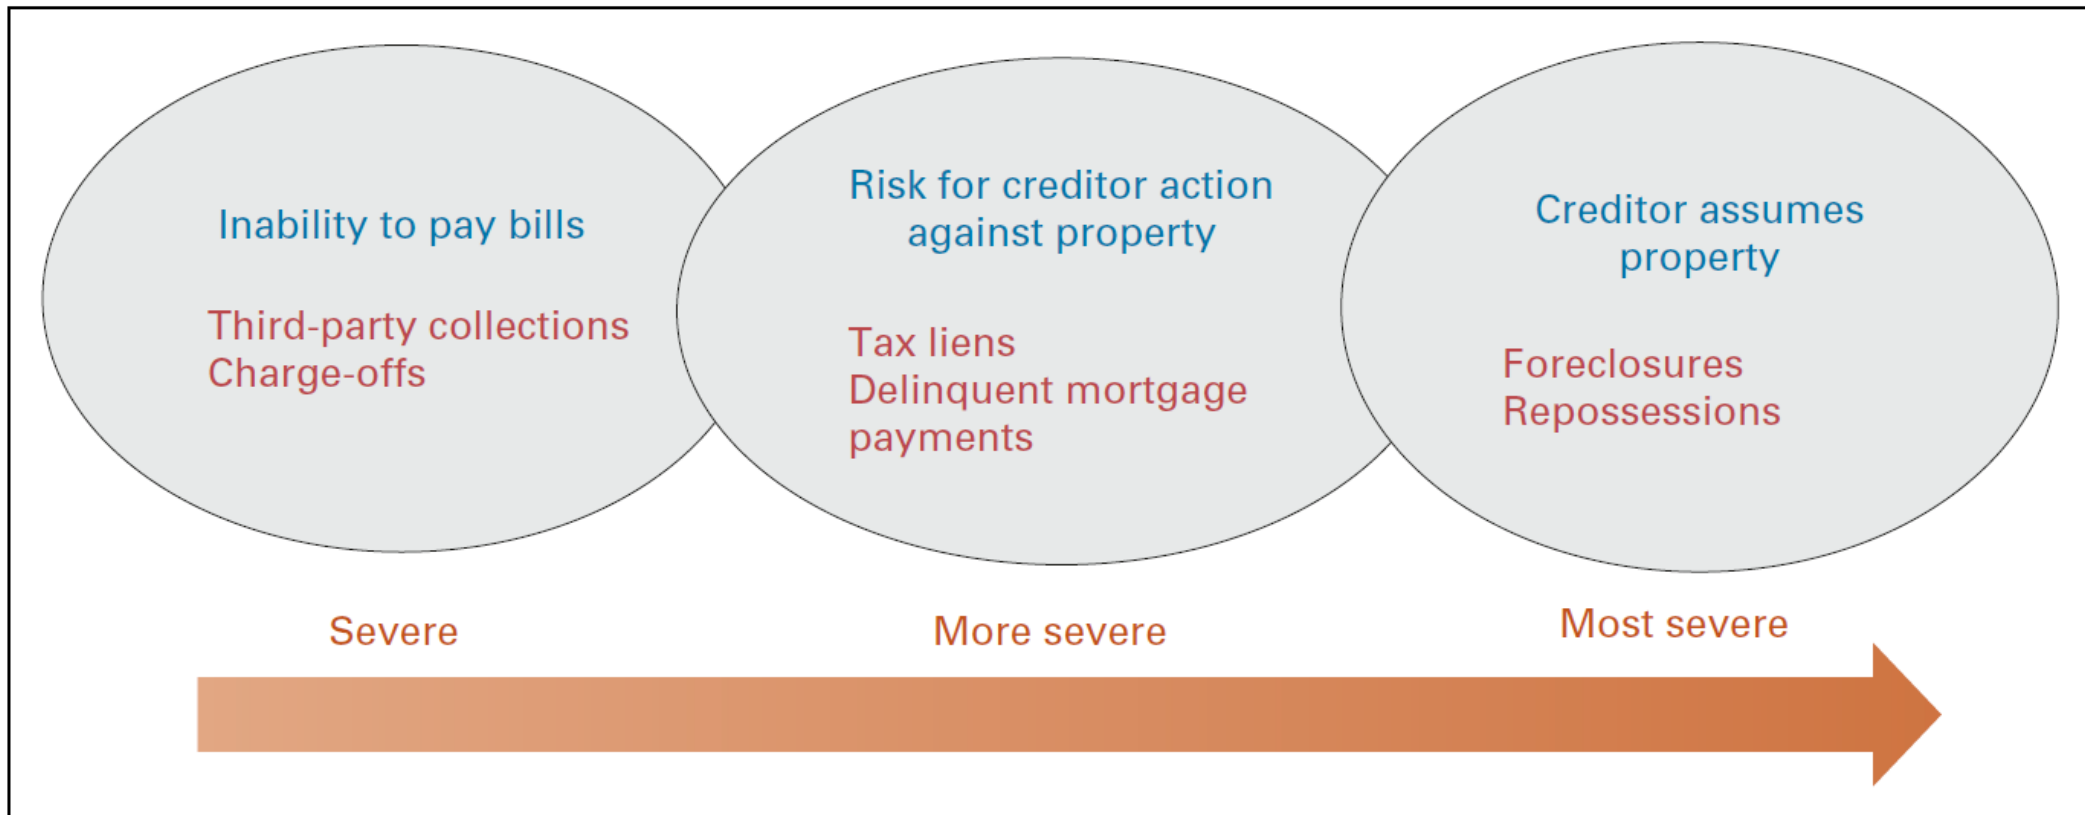 Inability to pay bills
Third-party collections
Charge-offs
Risk for creditor action
against property
Tax liens
Delinquent mortgage
payments
Creditor assumes
property
Foreclosures
Repossessions
Severe
More severe
Most severe